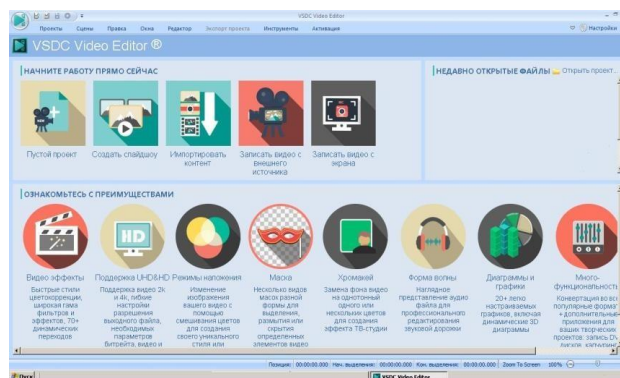 VSDC Video Editor
Проекты Сцены Правка Окна Редактор Экспорт проекта Инструменты Активация
Настройки
VSDC Video Editor ®
НАЧНИТЕ РАБОТУ ПРЯМО СЕЙЧАС
НЕДАВНО ОТКРЫТЫЕ ФАЙЛЫ Открыть проект...
Пустой проект
Создать слайдшоу
Импортировать
контент
Записать видео с
внешнего
источника
Записать видео с
экрана
ОЗНАКОМЬТЕСЬ С ПРЕИМУЩЕСТВАМИ
HD
Видео эффекты
Быстрые стили
цветокоррекции,
широкая гама
фильтров и
эффектов, 70+
динамических
переходов
Поддержка UHD&HD
Поддержка видео 2k
и 4k, гибкие
настройки
разрешения
выходного файла,
необходимых
параметров
битрейта, видео и
Режимы наложения
Изменение
изображения
вашего видео с
помощью
смешивания цветов
для создания
своего уникального
стиля или
Маска
Несколько видов
масок разной
формы для
выделения,
размытия или
скрытия
определенных
элементов видео
Хромакей
Замена фона видео
на однотонный
одного или
нескольких цветов
для создания
эффекта ТВ-студии
Форма волны
Наглядное
представление аудио
файла для
профессионального
редактирования
звуковой дорожки
Диаграммы и
графики
20+ легко
настраиваемых
графиков, включая
динамические 3D
диаграммы
Много-
функциональность
Конвертация во вс
популярные формат
+ дополнительные
приложения для
ваших творческих
проектов: запись DV
Позиция: 00:00:00.000 Нач. выделения: 00:00:00.000 Кон. выделения: 00:00:00.000 Zoom To Screen 100%
Пуск
VSDC Video Editor